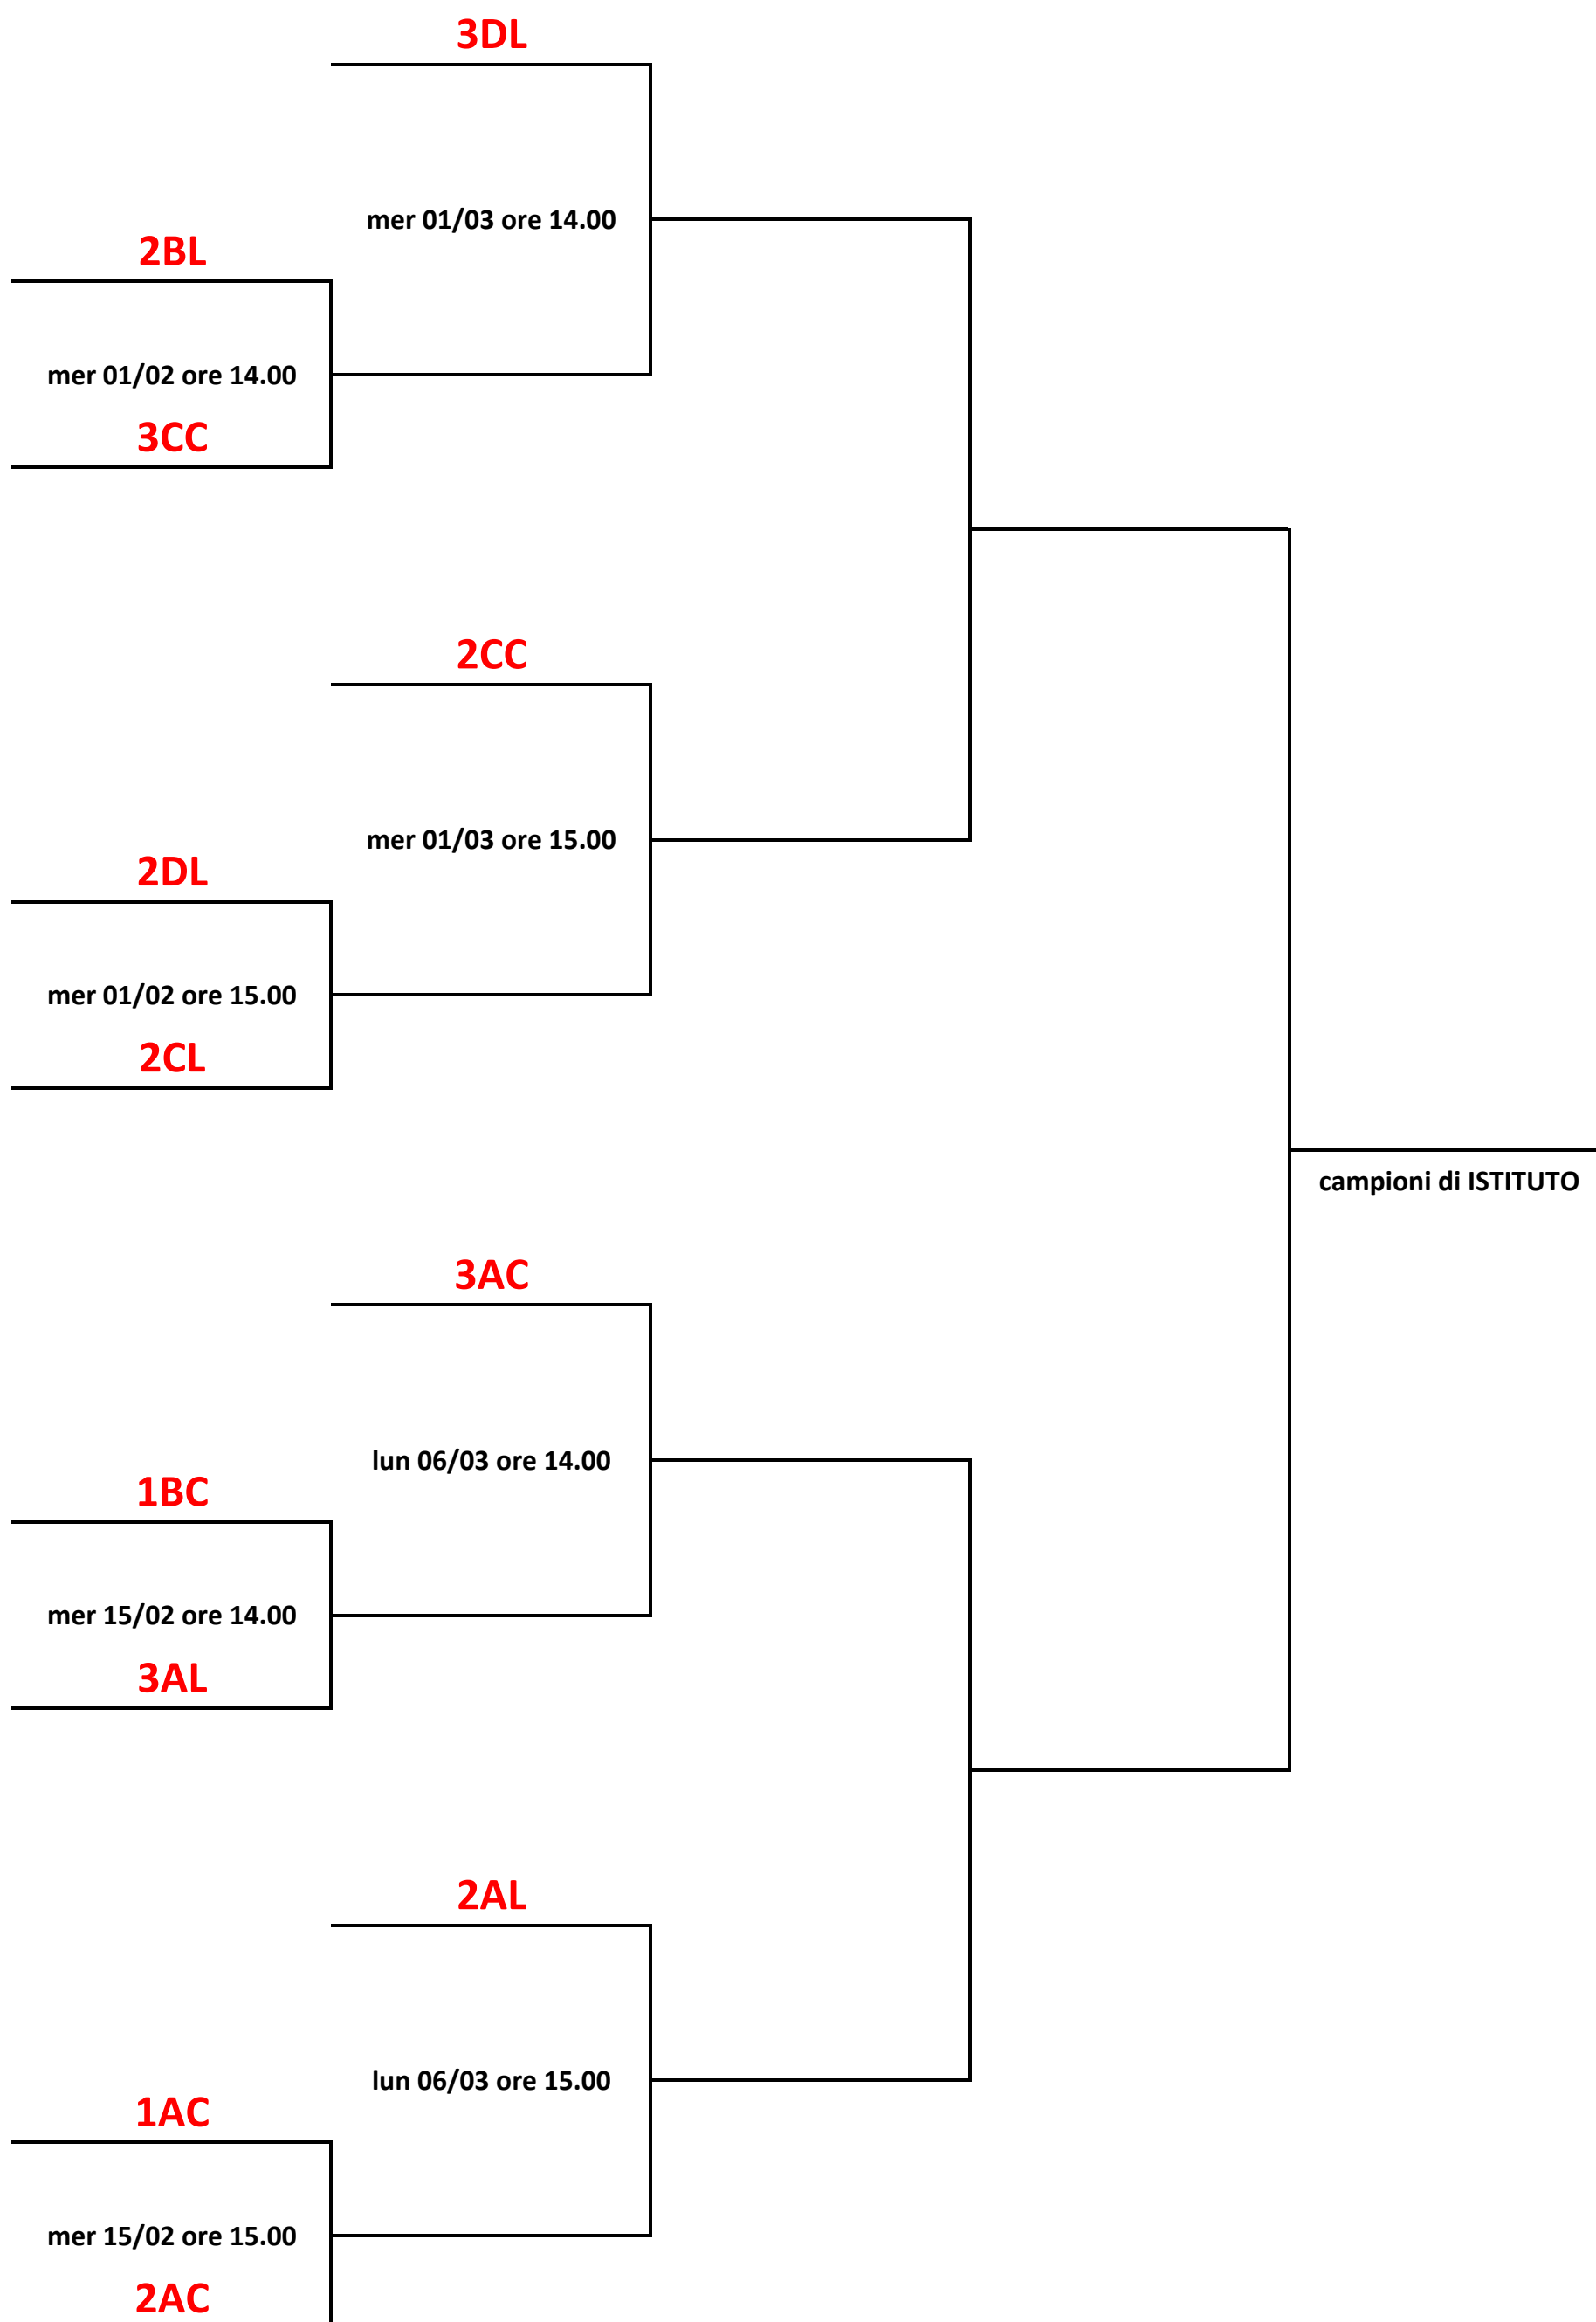 3DL
mer 01/03 ore 14.00
2BL
mer 01/02 ore 14.00
3CC
2CC
mer 01/03 ore 15.00
2DL
mer 01/02 ore 15.00
2CL
campioni di ISTITUTO
3AC
lun 06/03 ore 14.00
1BC
mer 15/02 ore 14.00
3AL
2AL
lun 06/03 ore 15.00
1AC
mer 15/02 ore 15.00
2AC